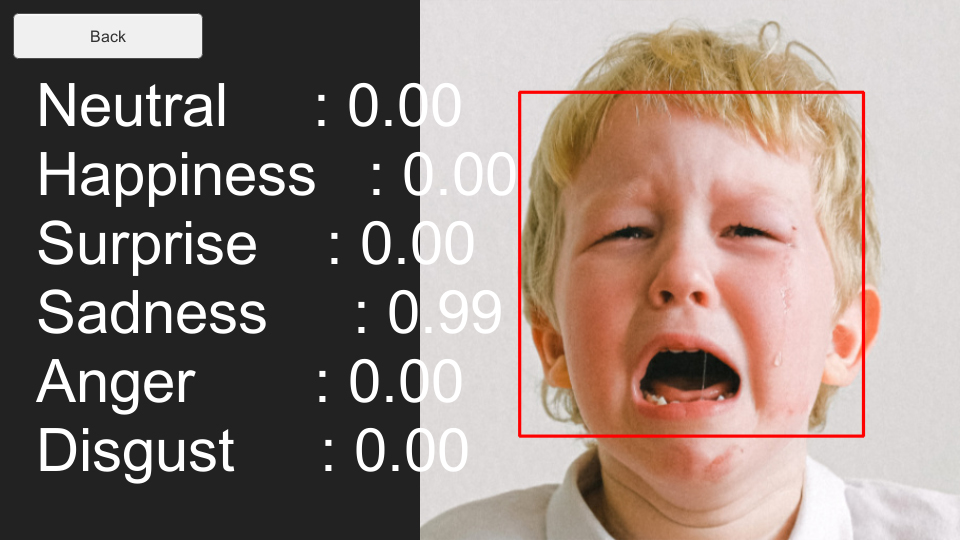 Back
Neutral : 0.00
Happiness : 0.00
Surprise : 0.00
Sadness : 0.99
Anger : 0.00
Disgust : 0.00